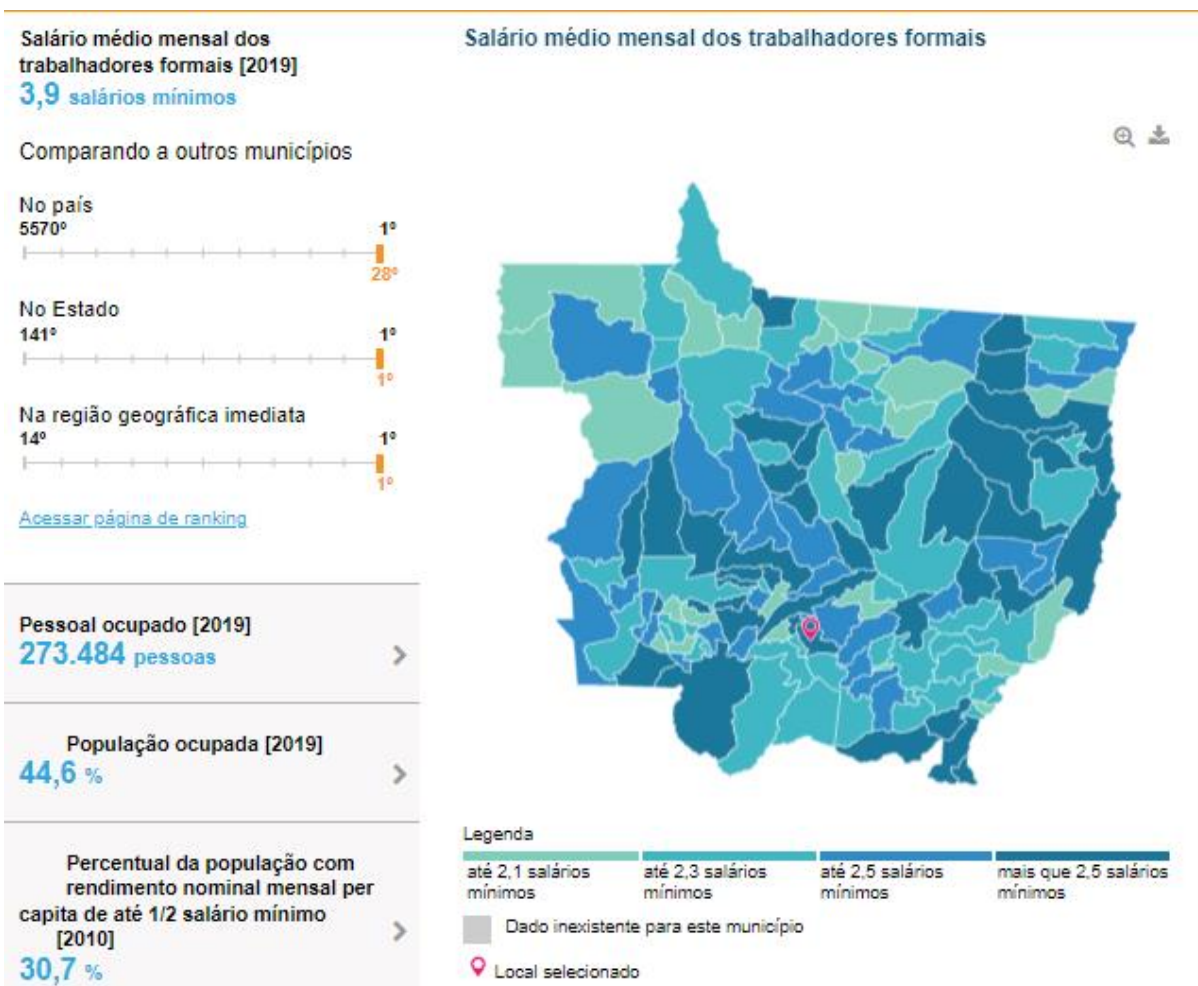 Salário médio mensal dos
trabalhadores formais [2019]
3,9 salários mínimos
Comparando a outros municípios
No país
5570º 1º
28º
No Estado
141º 1º
1º
Na região geográfica imediata
14º 1º
1º
Acessar página de ranking
Pessoal ocupado [2019]
273.484 pessoas
População ocupada [2019]
44,6 %
Percentual da população com
rendimento nominal mensal per
capita de até 1/2 salário mínimo
[2010]
30,7 %
Salário médio mensal dos trabalhadores formais
Legenda
até 2,1 salários mínimos
até 2,3 salários mínimos
até 2,5 salários mínimos
mais que 2,5 salários mínimos
Dado inexistente para este município
Local selecionado